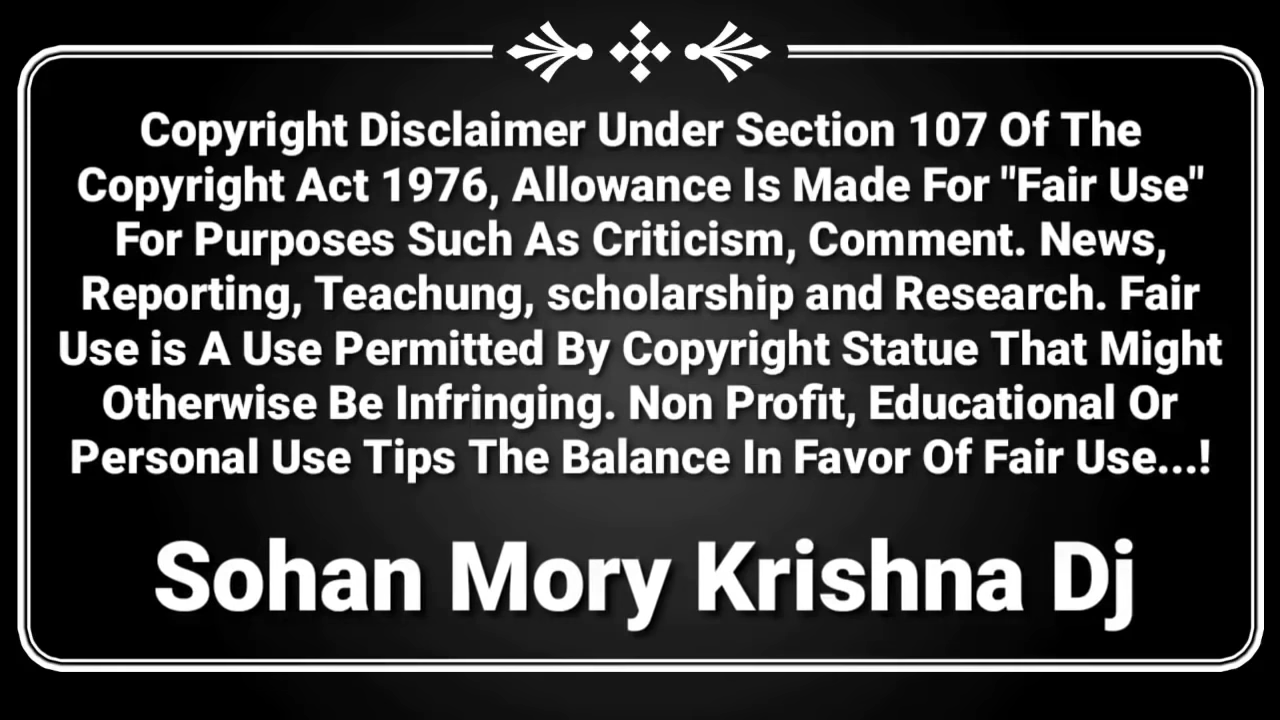 Copyright Disclaimer Under Section 107 Of The
Copyright Act 1976, Allowance Is Made For "Fair Use"
For Purposes Such As Criticism, Comment. News,
Reporting, Teachung, scholarship and Research. Fair
Use is A Use Permitted By Copyright Statue That Might
Otherwise Be Infringing. Non Profit, Educational Or
Personal Use Tips The Balance In Favor Of Fair Use...!
Sohan Mory Krishna Dj